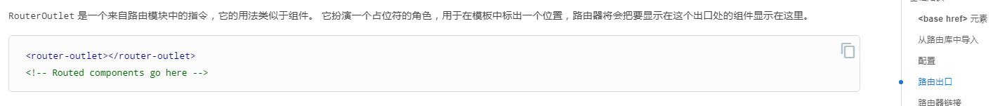 RouterOutlet 是一个来自路由模块中的指令，它的用法类似于组件。 它扮演一个占位符的角色，用于在模板中标出一个位置，路由器将会把要显示在这个出口处的组件显示在这里。
<router-outlet></router-outlet>
<!-- Routed components go here -->
<base href> 元素
从路由库中导入
配置
路由出口
路由器链接